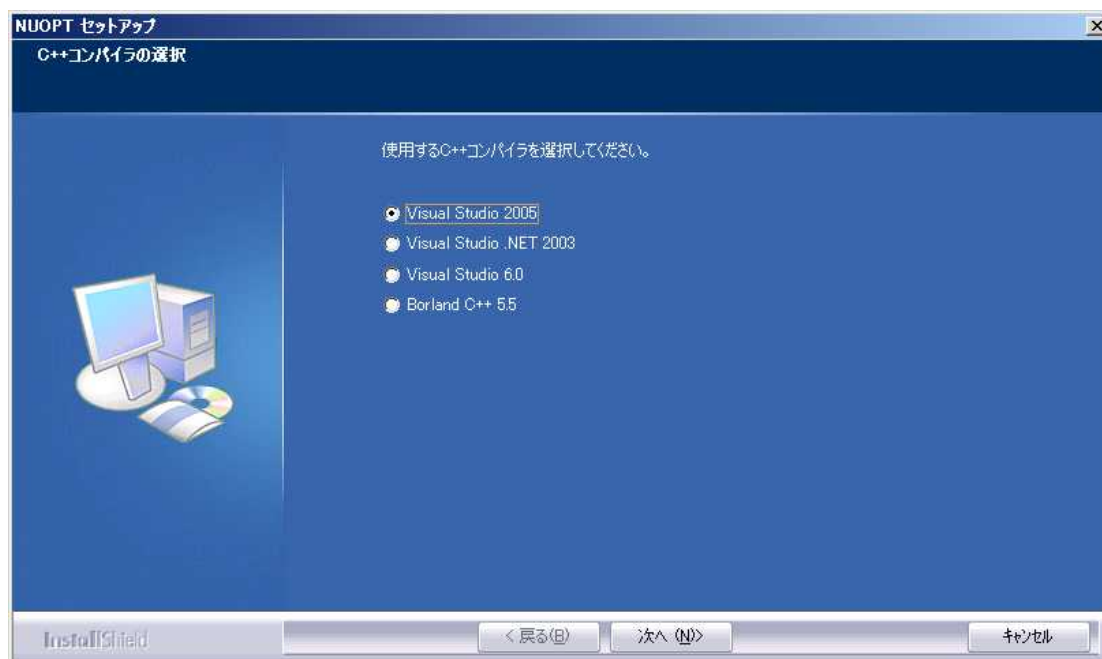 NUOPT セットアップ
C++コンパイラの選択
使用するC++コンパイラを選択してください。
Visual Studio 2005
Visual Studio .NET 2003
Visual Studio 6.0
Borland C++ 5.5
InstallShield
< 戻る(B)
次へ (N)>
キャンセル